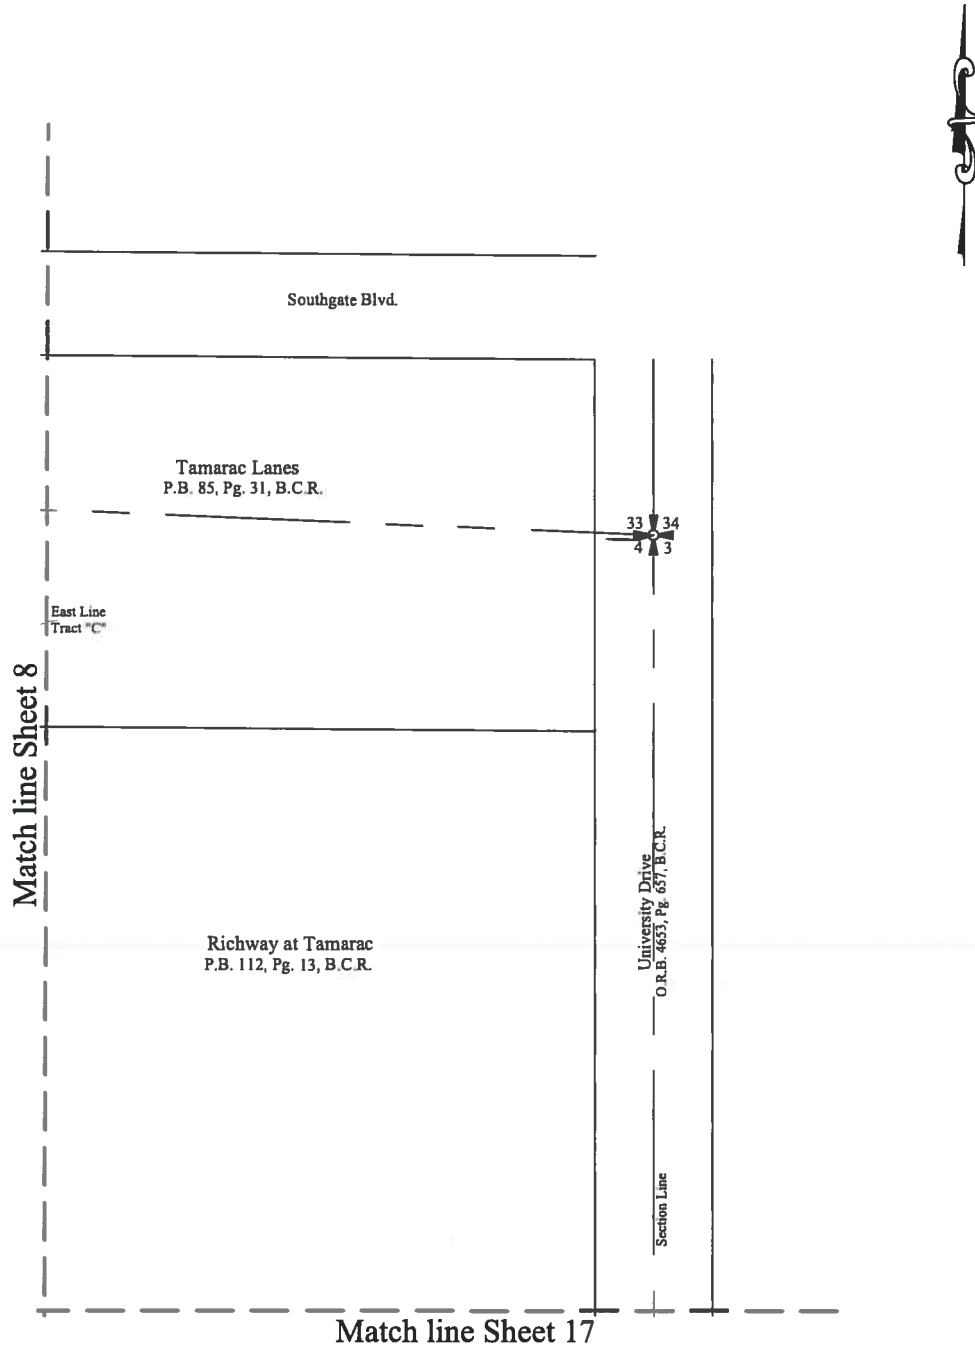 Southgate Blvd.
Tamarac Lanes
P.B. 85, Pg. 31, B.C.R.
33 34
4 3
East Line
Tract "C"
Match line Sheet 8
Richway at Tamarac
P.B. 112, Pg. 13, B.C.R.
University Drive
O.R.B. 4653, Pg. 657, B.C.R.
Section Line
Match line Sheet 17